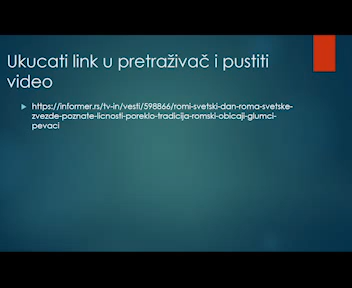 Ukucati link u pretraživač i pustiti
video
https://informer.rs/tv-in/vesti/598866/romi-svetski-dan-roma-svetske-
zvezde-poznate-licnosti-poreklo-tradicija-romski-obicaji-glumci-
pevaci